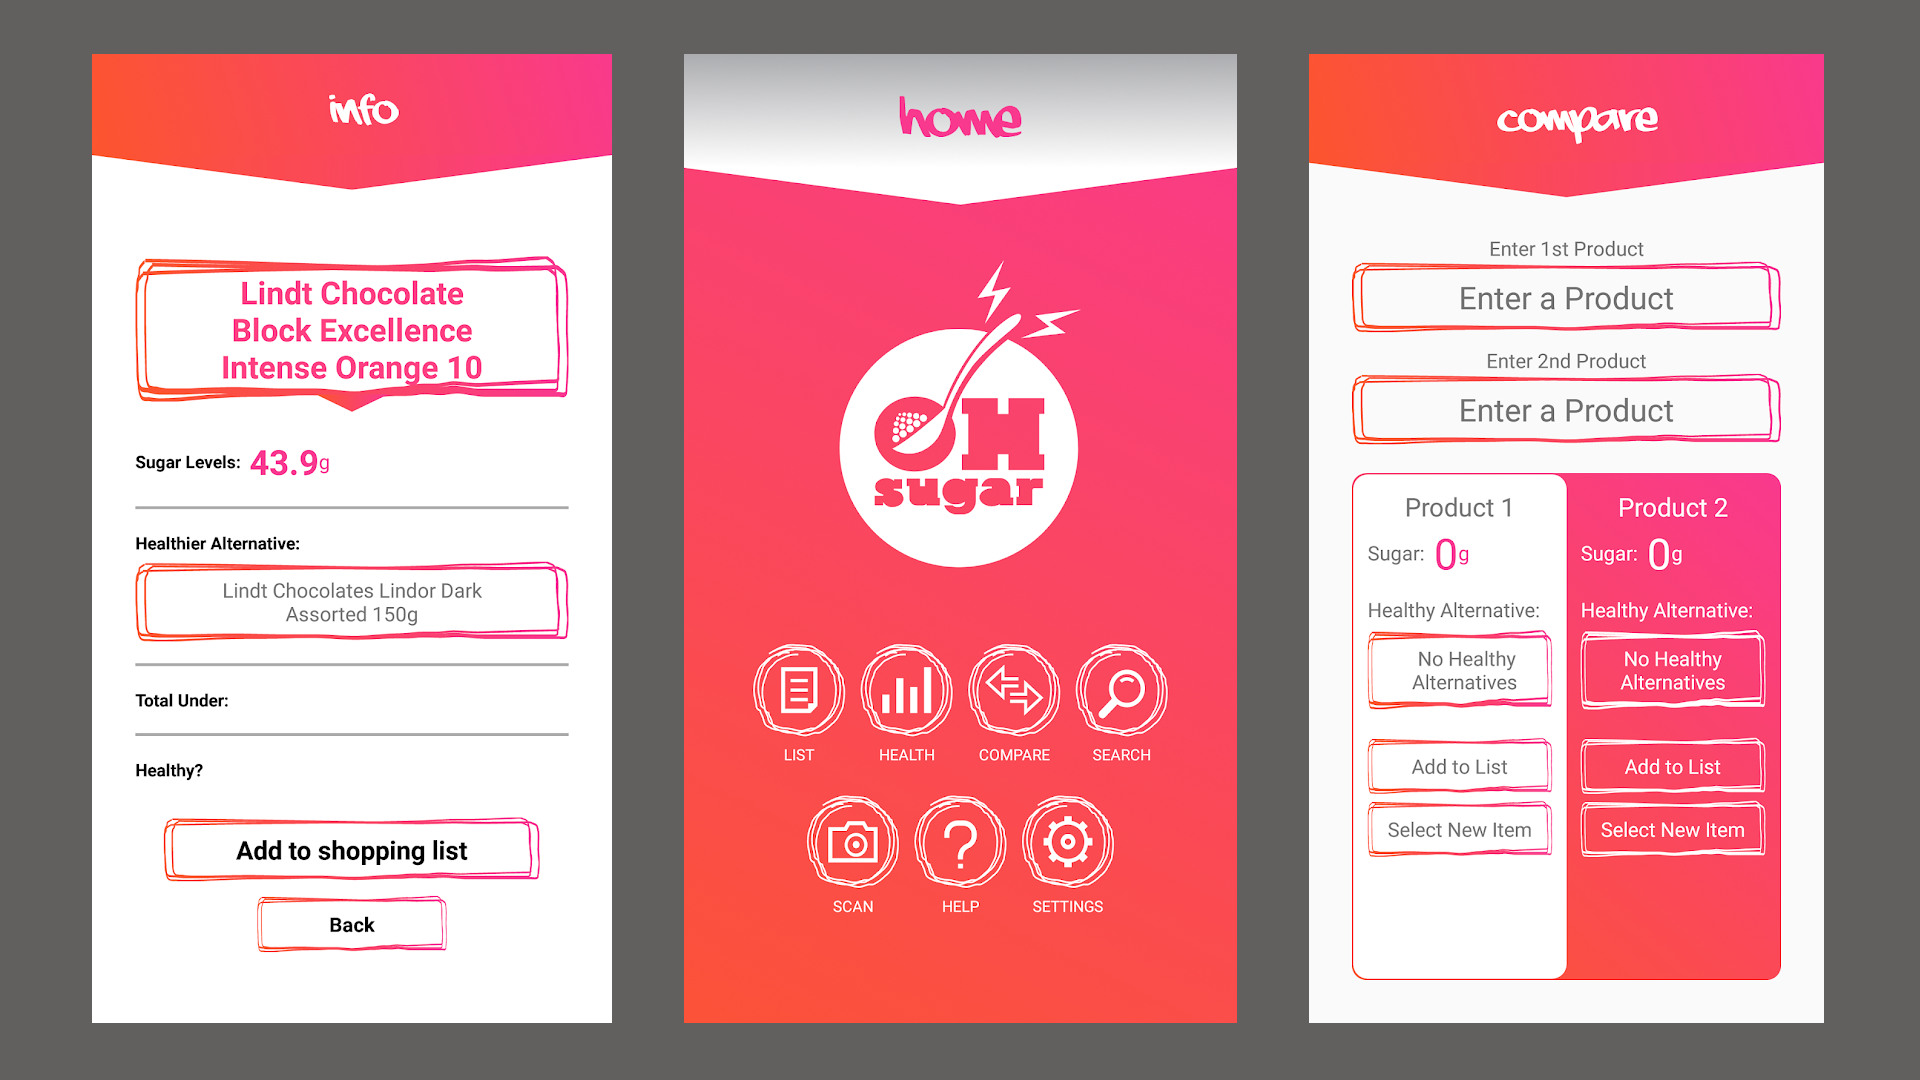 info
Lindt Chocolate
Block Excellence
Intense Orange 10
Sugar Levels: 43.9g
Healthier Alternative:
Lindt Chocolates Lindor Dark
Assorted 150g
Total Under:
Healthy?
Add to shopping list
Back
home
OH
sugar
LIST HEALTH COMPARE SEARCH
SCAN HELP SETTINGS
compare
Enter 1st Product
Enter a Product
Enter 2nd Product
Enter a Product
Product 1
Sugar: 0g
Healthy Alternative:
No Healthy
Alternatives
Add to List
Select New Item
Product 2
Sugar: 0g
Healthy Alternative:
No Healthy
Alternatives
Add to List
Select New Item